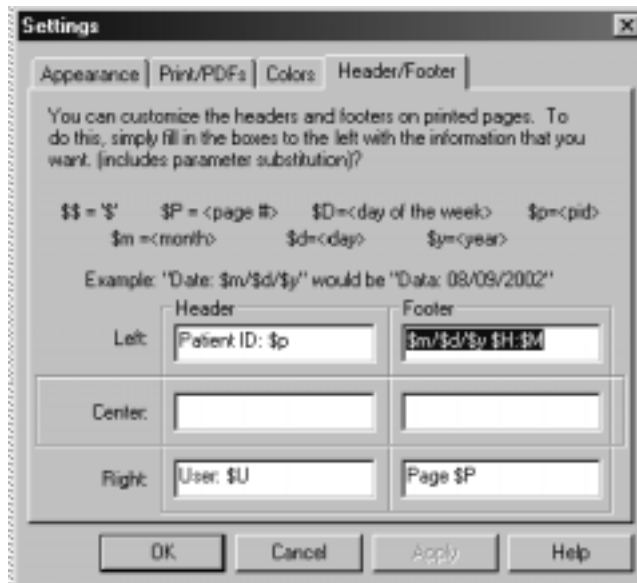 Settings
Appearance Print/PDFs Colors Header/Footer
You can customize the headers and footers on printed pages. To
do this, simply fill in the boxes to the left with the information that you
want. (includes parameter substitution)?
$$ = '$' $P = <page #> $D=<day of the week> $p=<pid>
$m =<month> $d=<day> $y=<year>
Example: "Date: $m/$d/$y" would be "Data: 08/09/2002"
Header Footer
Left: Patient ID: $p $m/$d/$y $H:$M
Center:
Right: User: $U Page $P
OK Cancel Apply Help